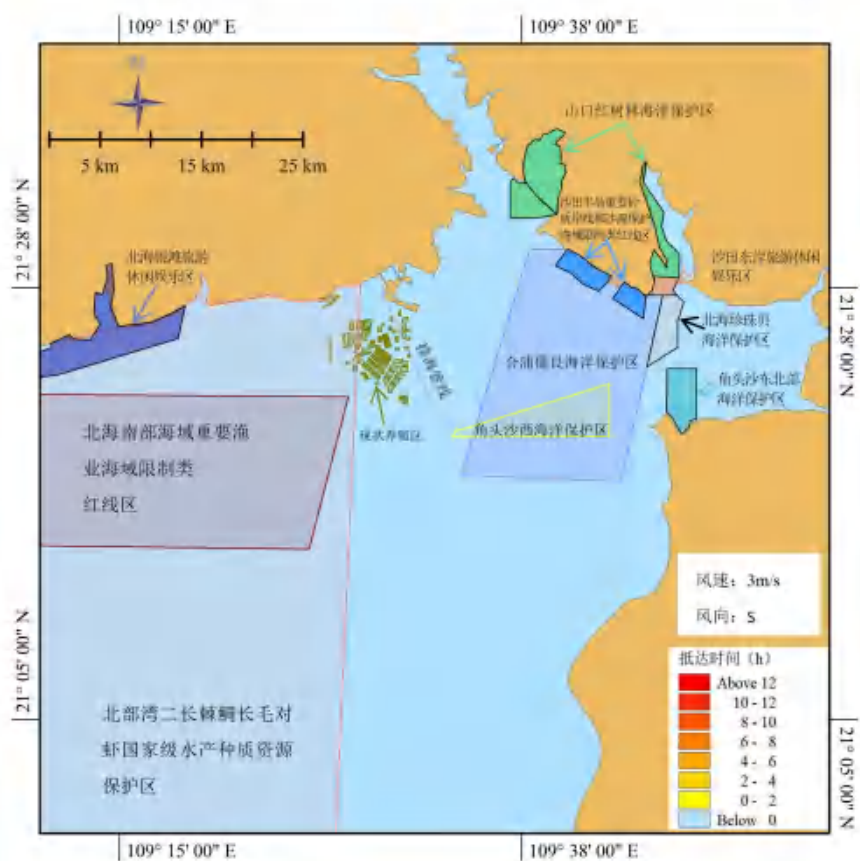 109° 15' 00" E
109° 38' 00" E
5 km
15 km
25 km
山口红树林海洋保护区
21° 28' 00" N
21° 28' 00" N
北海银滩旅游
休闲娱乐区
沙田东岸旅游休闲
娱乐区
北海珍珠贝
海洋保护区
合浦儒艮海洋保护区
角头沙东北部
海洋保护区
现状养殖区
角头沙西海洋保护区
北海南部海域重要渔
业海域限制类
红线区
风速：3m/s
风向：S
抵达时间（h）
Above 12
10 - 12
8 - 10
6 - 8
4 - 6
2 - 4
0 - 2
Below 0
21° 05' 00" N
21° 05' 00" N
北部湾二长棘鲷长毛对
虾国家级水产种质资源
保护区
109° 15' 00" E
109° 38' 00" E